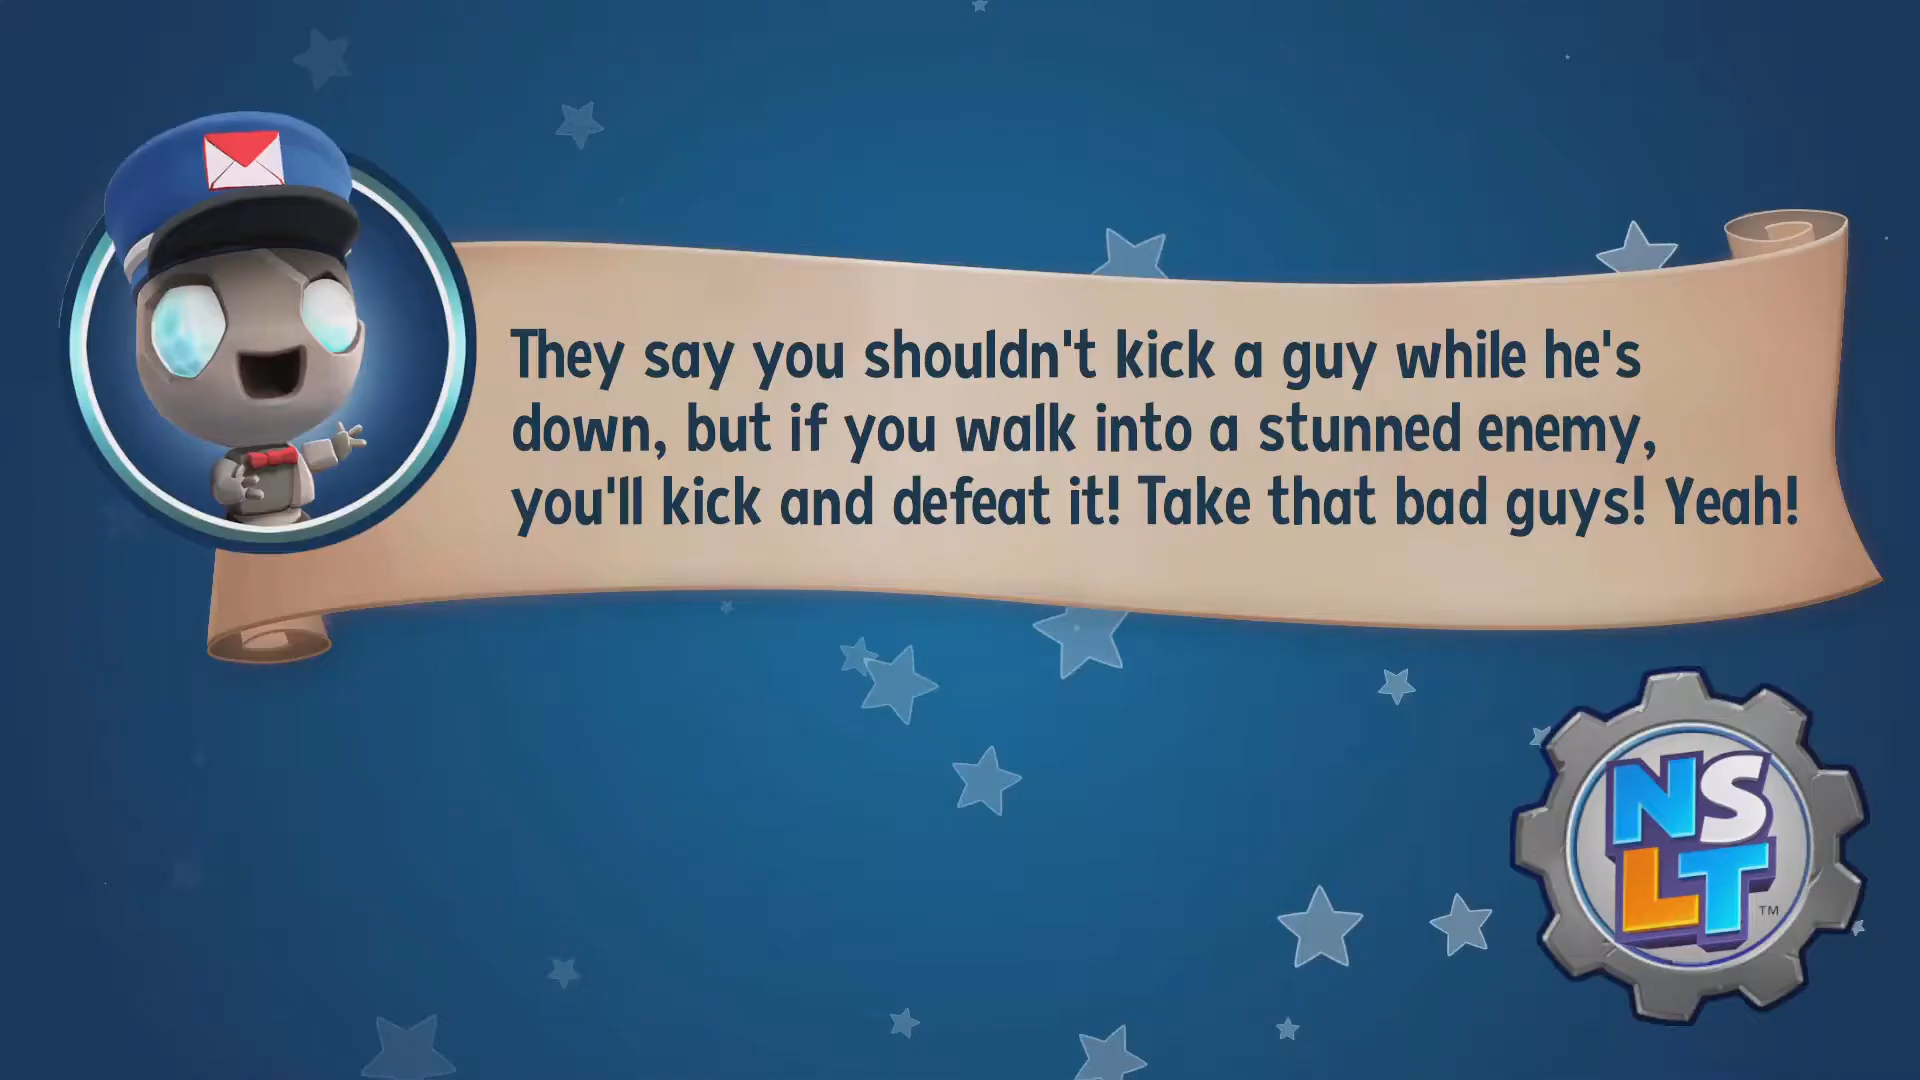 They say you shouldn't kick a guy while he's
down, but if you walk into a stunned enemy,
you'll kick and defeat it! Take that bad guys! Yeah!
NS
LT
TM